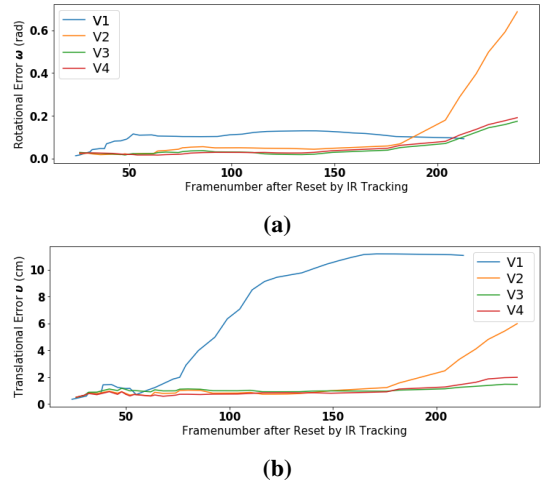 V1
V2
V3
V4
0.6
0.4
0.2
0.0
Rotational Error ω (rad)
50
100
150
200
Framenumber after Reset by IR Tracking
(a)
V1
V2
V3
V4
10
8
6
4
2
0
Translational Error υ (cm)
50
100
150
200
Framenumber after Reset by IR Tracking
(b)